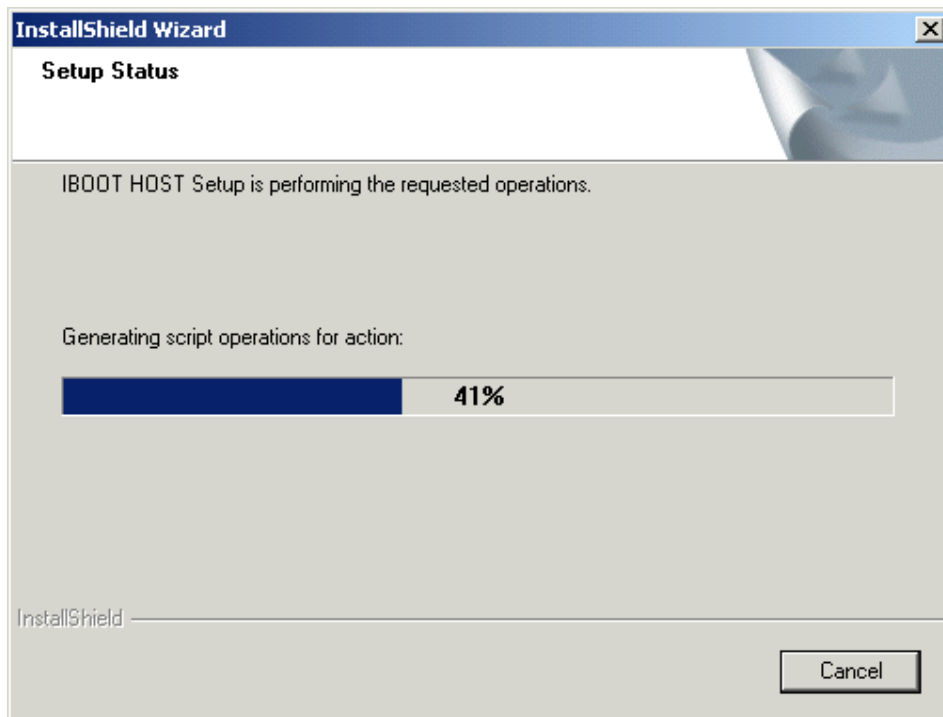 InstallShield Wizard
Setup Status
IBOOT HOST Setup is performing the requested operations.
Generating script operations for action:
41%
InstallShield
Cancel